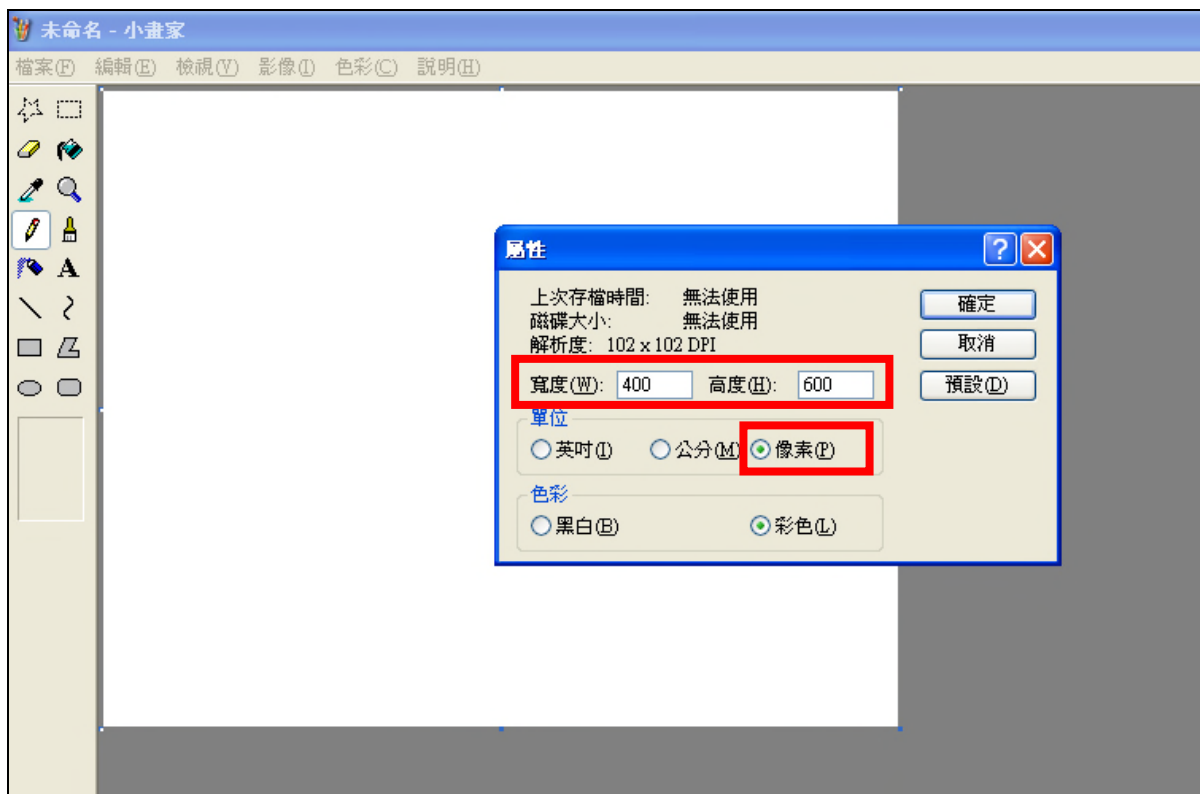 未命名 - 小畫家
檔案(F) 編輯(E) 檢視(V) 影像(I) 色彩(C) 說明(H)
A
屬性
上次存檔時間: 無法使用
磁碟大小: 無法使用
解析度: 102 x 102 DPI
寬度(W): 400 高度(H): 600
單位
英吋(I) 公分(M) 像素(P)
色彩
黑白(B) 彩色(L)
確定
取消
預設(D)